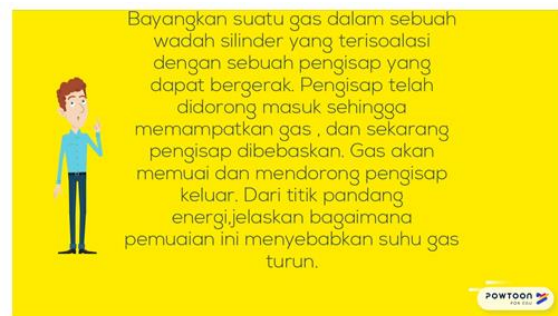 Bayangkan suatu gas dalam sebuah
wadah silinder yang terisoalasi
dengan sebuah pengisap yang
dapat bergerak. Pengisap telah
didorong masuk sehingga
memampatkan gas , dan sekarang
pengisap dibebaskan. Gas akan
memuai dan mendorong pengisap
keluar. Dari titik pandang
energi,jelaskan bagaimana
pemuaian ini menyebabkan suhu gas
turun.
POWTOON
FOR EDU